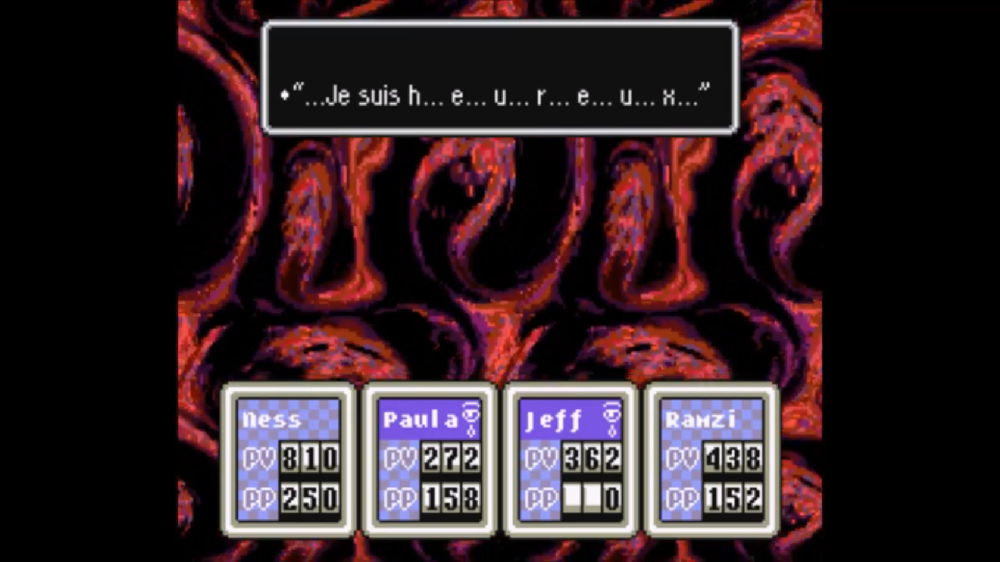 •“...Je suis h... e... u... r... e... u... x...”
Ness Paula Jeff Ramzi
PV 810 PV 272 PV 362 PV 438
PP 250 PP 158 PP 0 PP 152